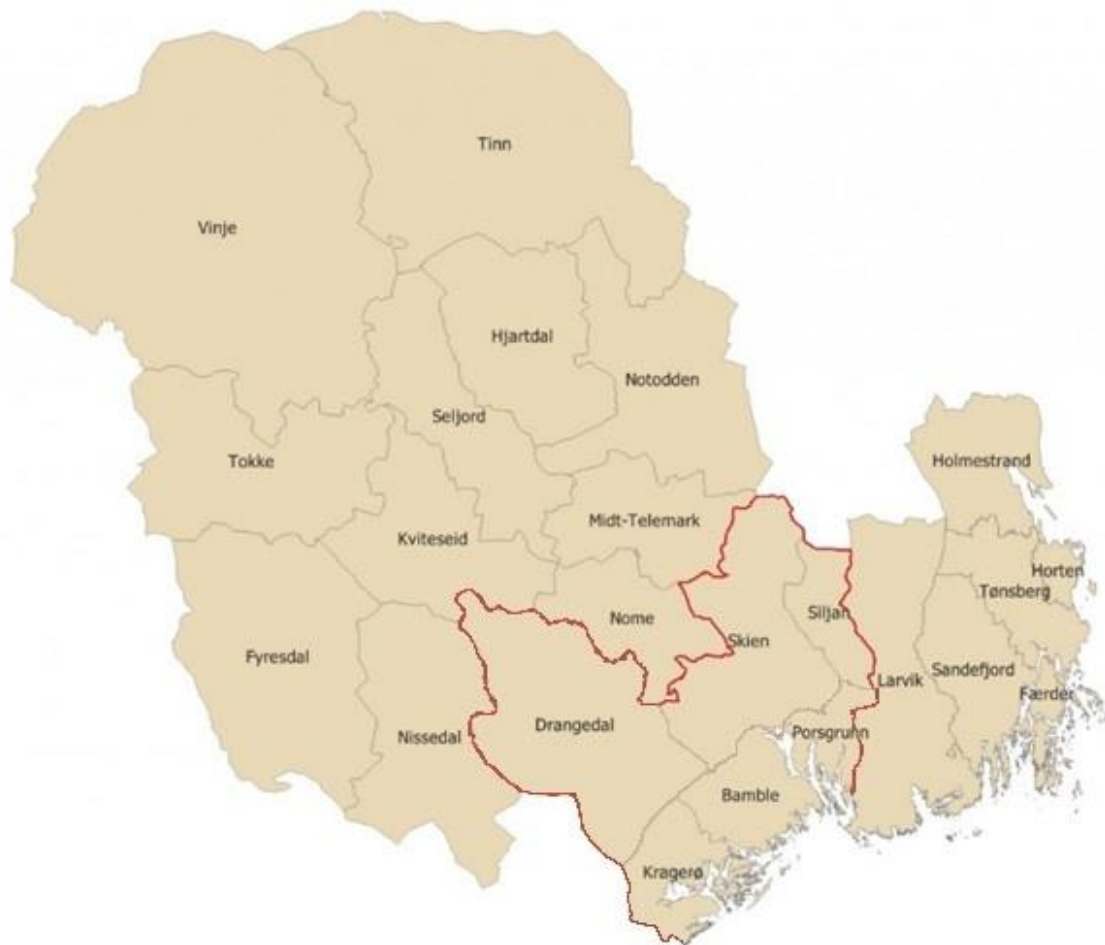 Tinn
Vinje
Hjartdal
Notodden
Seljord
Tokke
Holmestrand
Midt-Telemark
Kviteseid
Horten
Tønsberg
Nome
Siljan
Skien
Fyresdal
Sandefjord
Larvik
Færder
Drangedal
Porsgrunn
Nissedal
Bamble
Kragerø